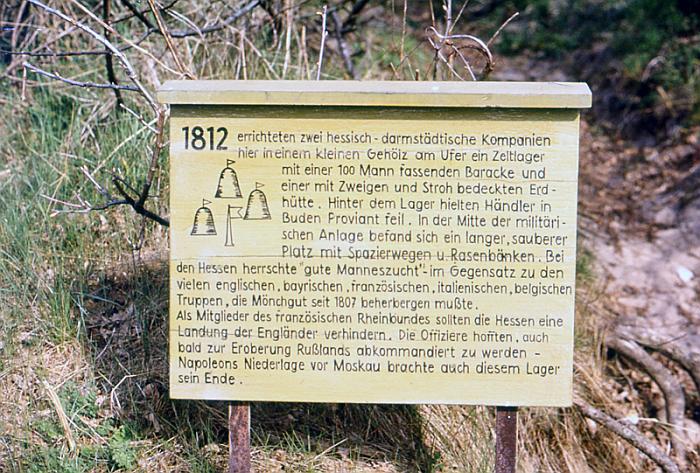 1812 errichteten zwei hessisch-darmstädtische Kompanien
hier in einem kleinen Gehölz am Ufer ein Zeltlager
mit einer 100 Mann fassenden Baracke und
einer mit Zweigen und Stroh bedeckten Erd-
hütte. Hinter dem Lager hielten Händler in
Buden Proviant feil. In der Mitte der militäri-
schen Anlage befand sich ein langer, sauberer
Platz mit Spazierwegen u. Rasenbänken. Bei
den Hessen herrschte "gute Manneszucht"- im Gegensatz zu den
vielen englischen, bayrischen, französischen, italienischen, belgischen
Truppen, die Mönchgut seit 1807 beherbergen mußte.
Als Mitglieder des französischen Rheinbundes sollten die Hessen eine
Landung der Engländer verhindern. Die Offiziere hofften, auch
bald zur Eroberung Rußlands abkommandiert zu werden -
Napoleons Niederlage vor Moskau brachte auch diesem Lager
sein Ende.